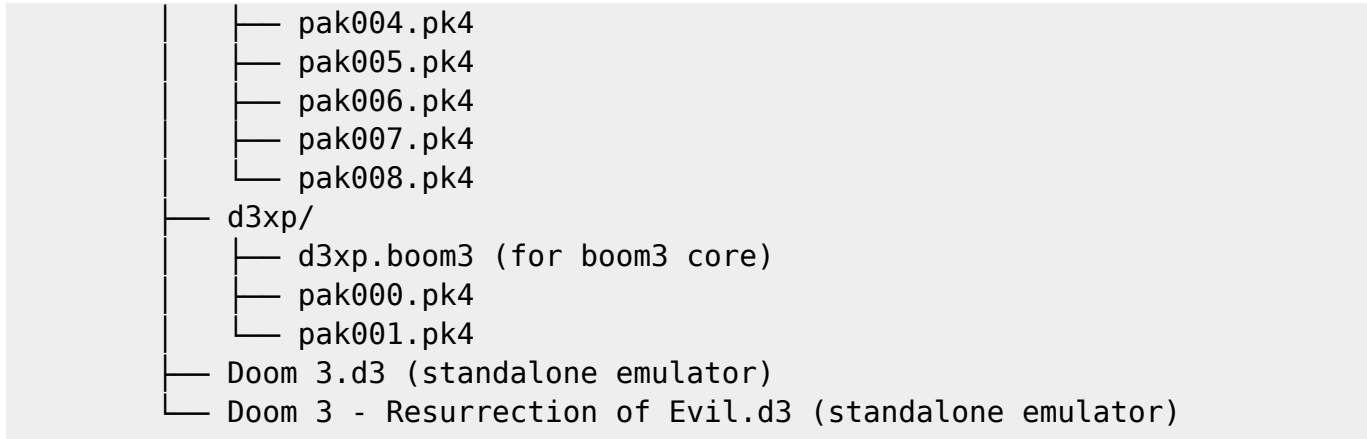 │   ├── pak004.pk4
│   ├── pak005.pk4
│   ├── pak006.pk4
│   ├── pak007.pk4
│   └── pak008.pk4
├── d3xp/
│   ├── d3xp.boom3 (for boom3 core)
│   ├── pak000.pk4
│   └── pak001.pk4
├── Doom 3.d3 (standalone emulator)
└── Doom 3 - Resurrection of Evil.d3 (standalone emulator)